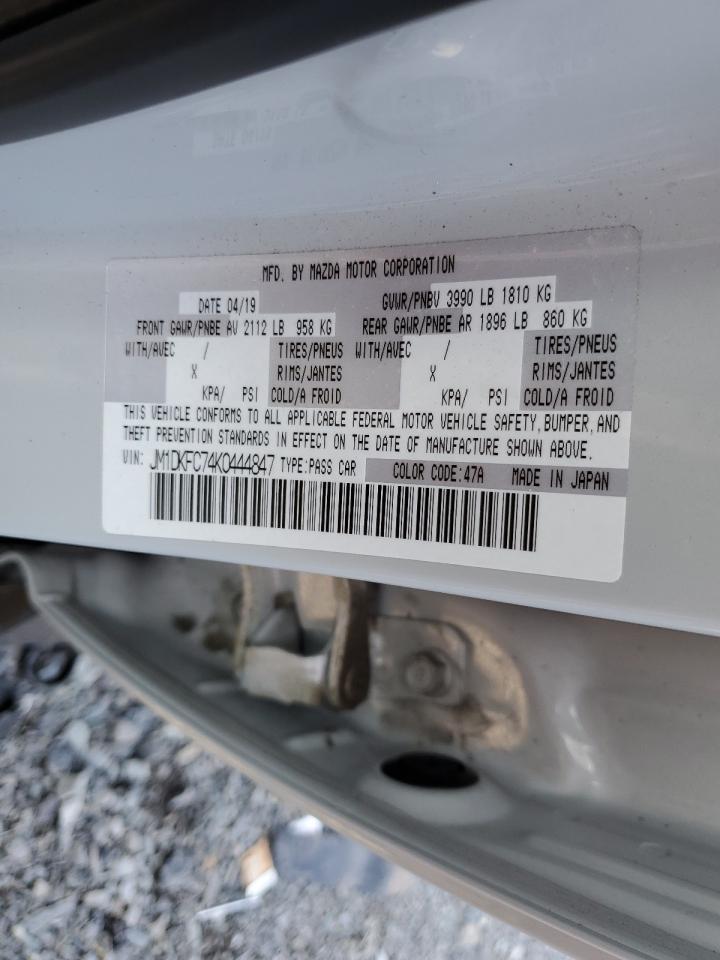 MFD. BY MAZDA MOTOR CORPORATION
DATE 04/19 GVWR/PNBV 3990 LB 1810 KG
FRONT GAWR/PNBE AV 2112 LB 958 KG REAR GAWR/PNBE AR 1896 LB 860 KG
WITH/AVEC / TIRES/PNEUS WITH/AVEC / TIRES/PNEUS
X RIMS/JANTES X RIMS/JANTES
KPA/ PSI COLD/A FROID KPA/ PSI COLD/A FROID
THIS VEHICLE CONFORMS TO ALL APPLICABLE FEDERAL MOTOR VEHICLE SAFETY, BUMPER, AND
THEFT PREVENTION STANDARDS IN EFFECT ON THE DATE OF MANUFACTURE SHOWN ABOVE.
VIN: JM1DKFC74K0444847 TYPE:PASS CAR COLOR CODE:47A MADE IN JAPAN